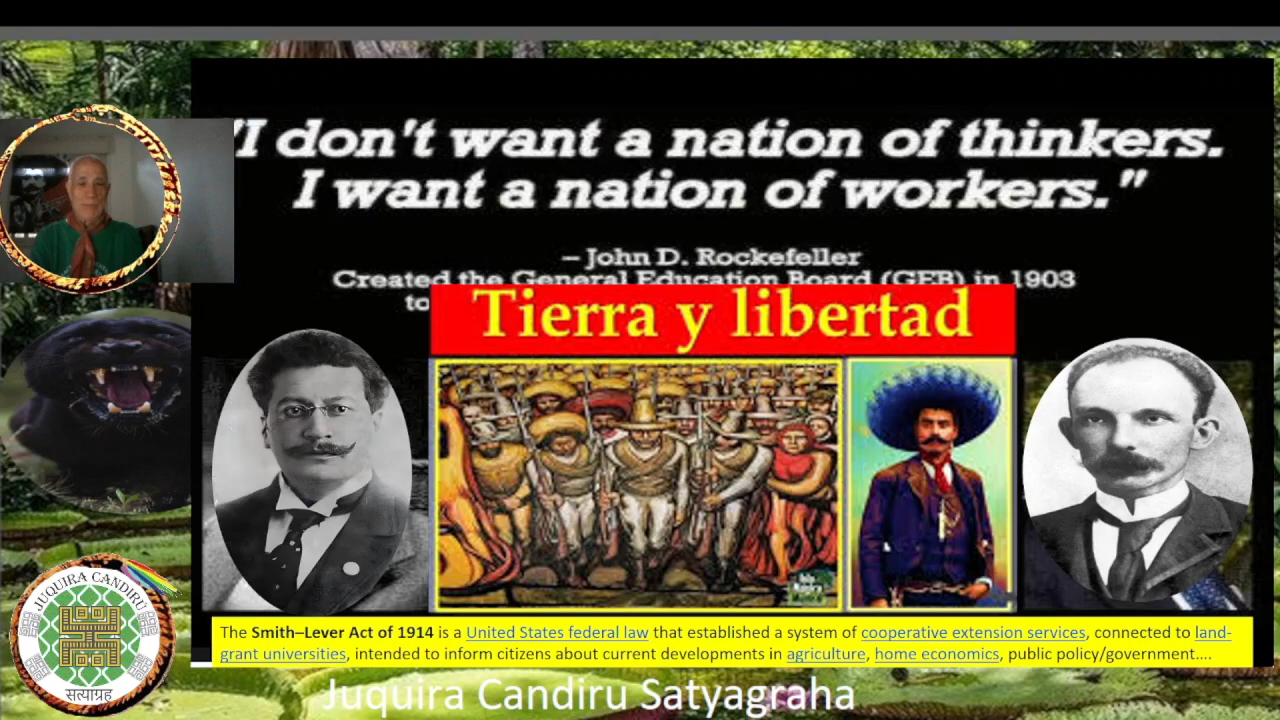 "I don't want a nation of thinkers.
I want a nation of workers."
– John D. Rockefeller
Created the General Education Board (GEB) in 1903
to
Tierra y libertad
The Smith–Lever Act of 1914 is a United States federal law that established a system of cooperative extension services, connected to land-
grant universities, intended to inform citizens about current developments in agriculture, home economics, public policy/government....
JUQUIRA CANDIRU
सत्याग्रह
Juquira Candiru Satyagraha